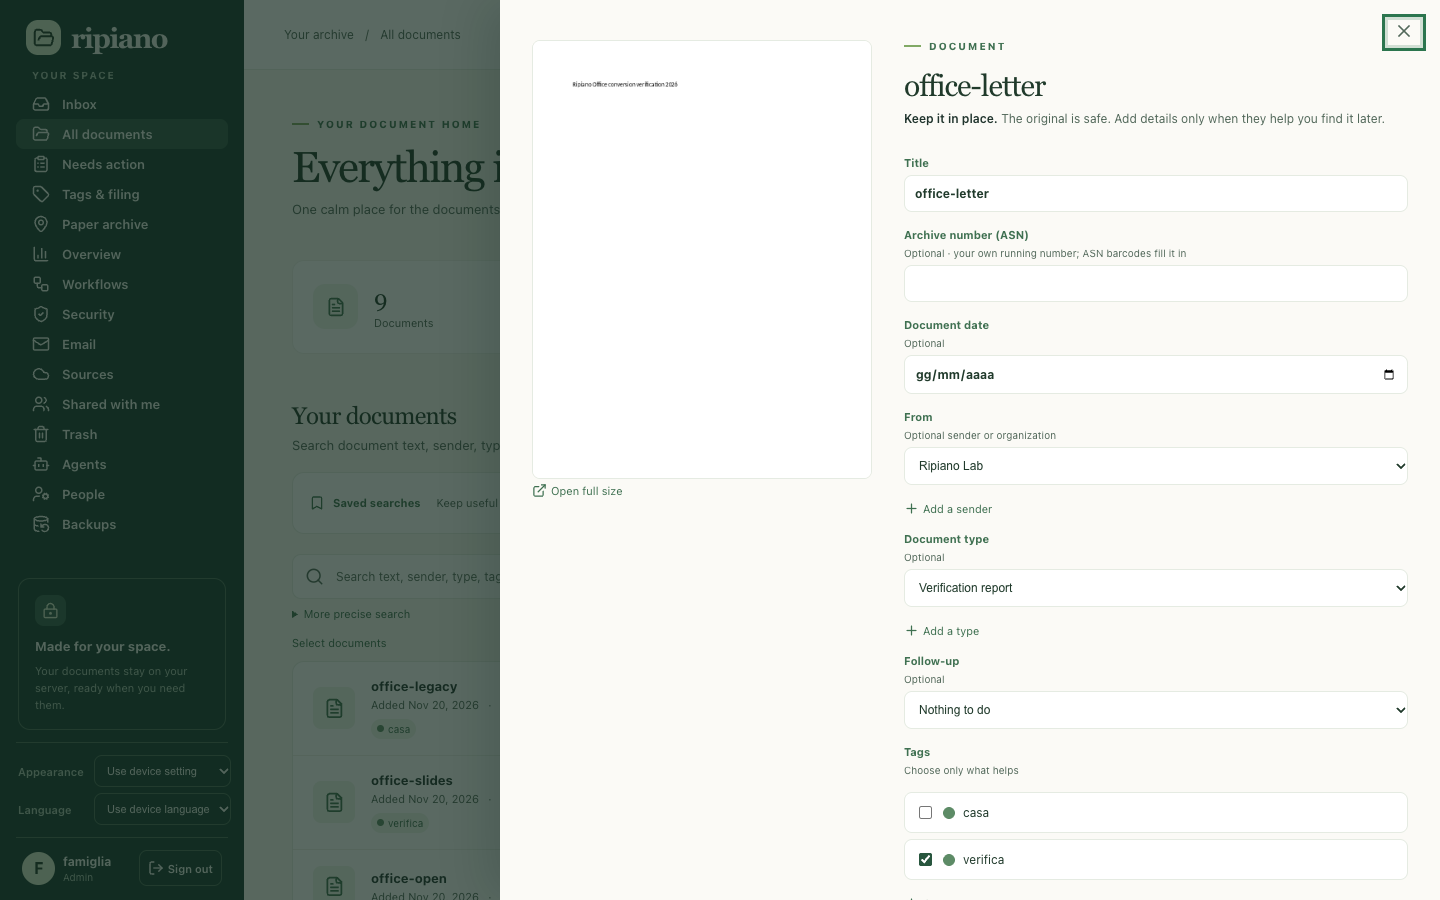 ripiano
YOUR SPACE
Inbox
All documents
Needs action
Tags & filing
Paper archive
Overview
Workflows
Security
Email
Sources
Shared with me
Trash
Agents
People
Backups
Made for your space.
Your documents stay on your
server, ready when you need
them.
Appearance
Use device setting
Language
Use device language
F
famiglia
Admin
Sign out
Your archive / All documents
YOUR DOCUMENT HOME
Everything
One calm place for the documents
9
Documents
Your documents
Search document text, sender, typ
Saved searches
Keep useful
Search text, sender, type, tag
More precise search
Select documents
office-legacy
Added Nov 20, 2026 ·
casa
office-slides
Added Nov 20, 2026 ·
verifica
office-open
Added Nov 20, 2026 ·
Ripiano Office conversion verification 2026
Open full size
DOCUMENT
office-letter
Keep it in place. The original is safe. Add details only when they help you find it later.
Title
office-letter
Archive number (ASN)
Optional · your own running number; ASN barcodes fill it in
Document date
Optional
gg/mm/aaaa
From
Optional sender or organization
Ripiano Lab
Add a sender
Document type
Optional
Verification report
Add a type
Follow-up
Optional
Nothing to do
Tags
Choose only what helps
casa
verifica